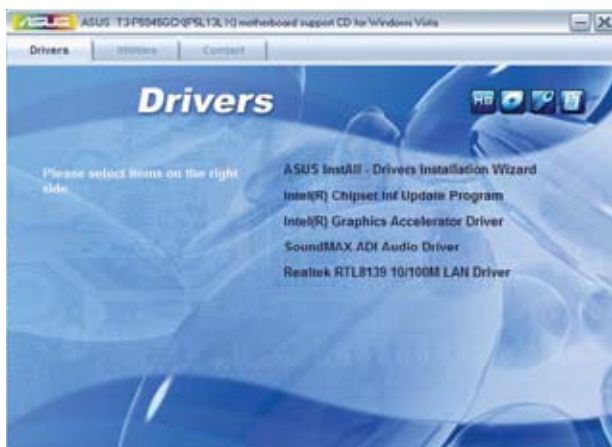 ASUS T3-P5945GCX(P5L13L-X) motherboard support CD for Windows Vista
Drivers Utilities Contact
Drivers
Please select items on the right
side.
ASUS InstAll - Drivers Installation Wizard
Intel(R) Chipset Inf Update Program
Intel(R) Graphics Accelerator Driver
SoundMAX ADI Audio Driver
Realtek RTL8139 10/100M LAN Driver